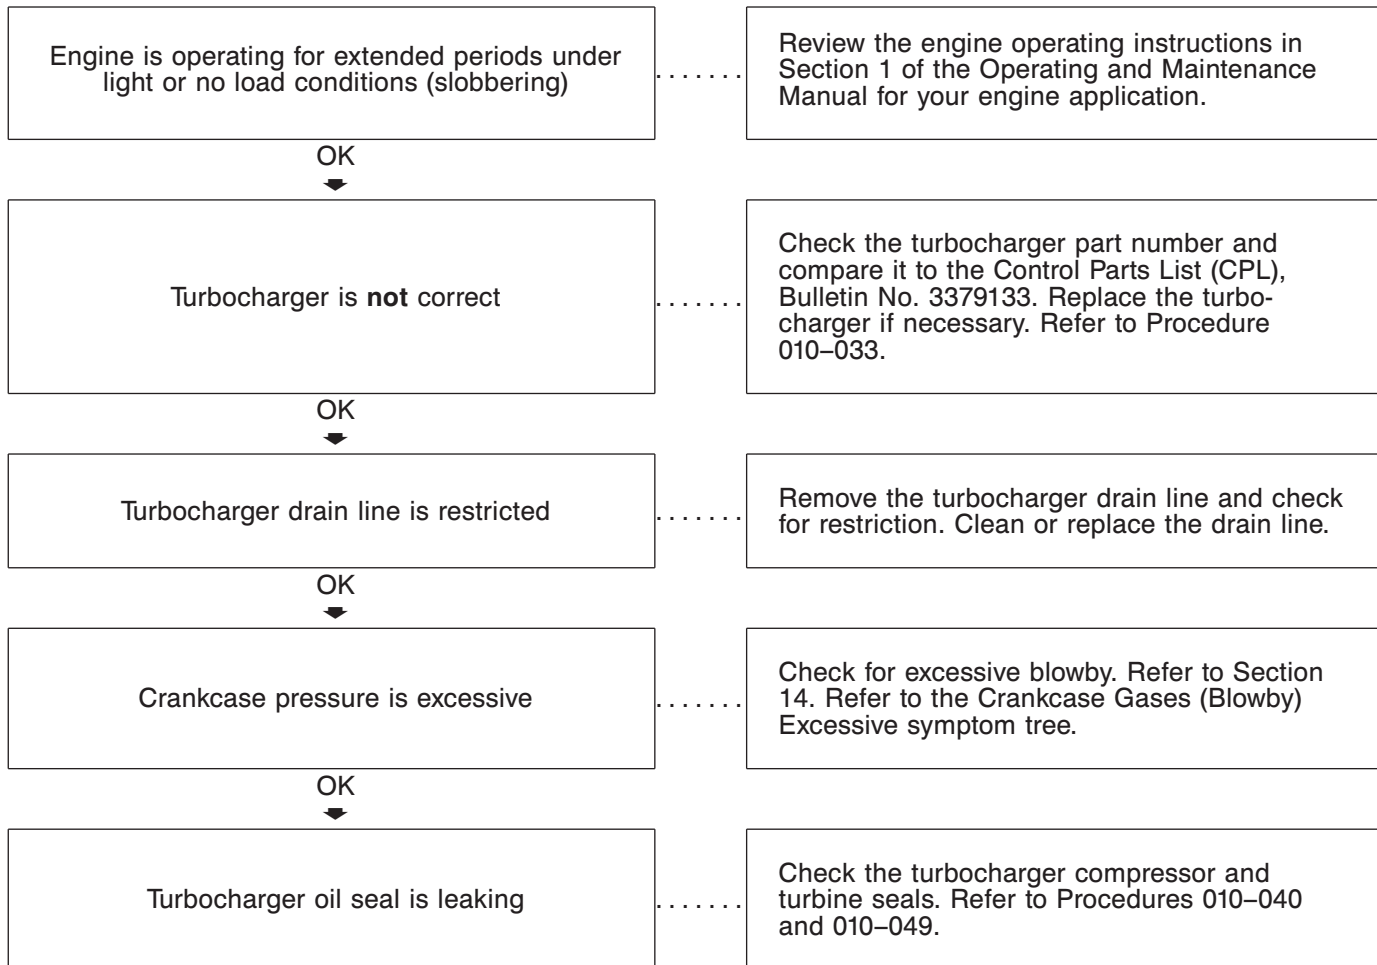 Engine is operating for extended periods under
light or no load conditions (slobbering)
. . . . . . .
Review the engine operating instructions in
Section 1 of the Operating and Maintenance
Manual for your engine application.
OK
Turbocharger is not correct
. . . . . . .
Check the turbocharger part number and
compare it to the Control Parts List (CPL),
Bulletin No. 3379133. Replace the turbo-
charger if necessary. Refer to Procedure
010–033.
OK
Turbocharger drain line is restricted
. . . . . . .
Remove the turbocharger drain line and check
for restriction. Clean or replace the drain line.
OK
Crankcase pressure is excessive
. . . . . . .
Check for excessive blowby. Refer to Section
14. Refer to the Crankcase Gases (Blowby)
Excessive symptom tree.
OK
Turbocharger oil seal is leaking
. . . . . . .
Check the turbocharger compressor and
turbine seals. Refer to Procedures 010–040
and 010–049.